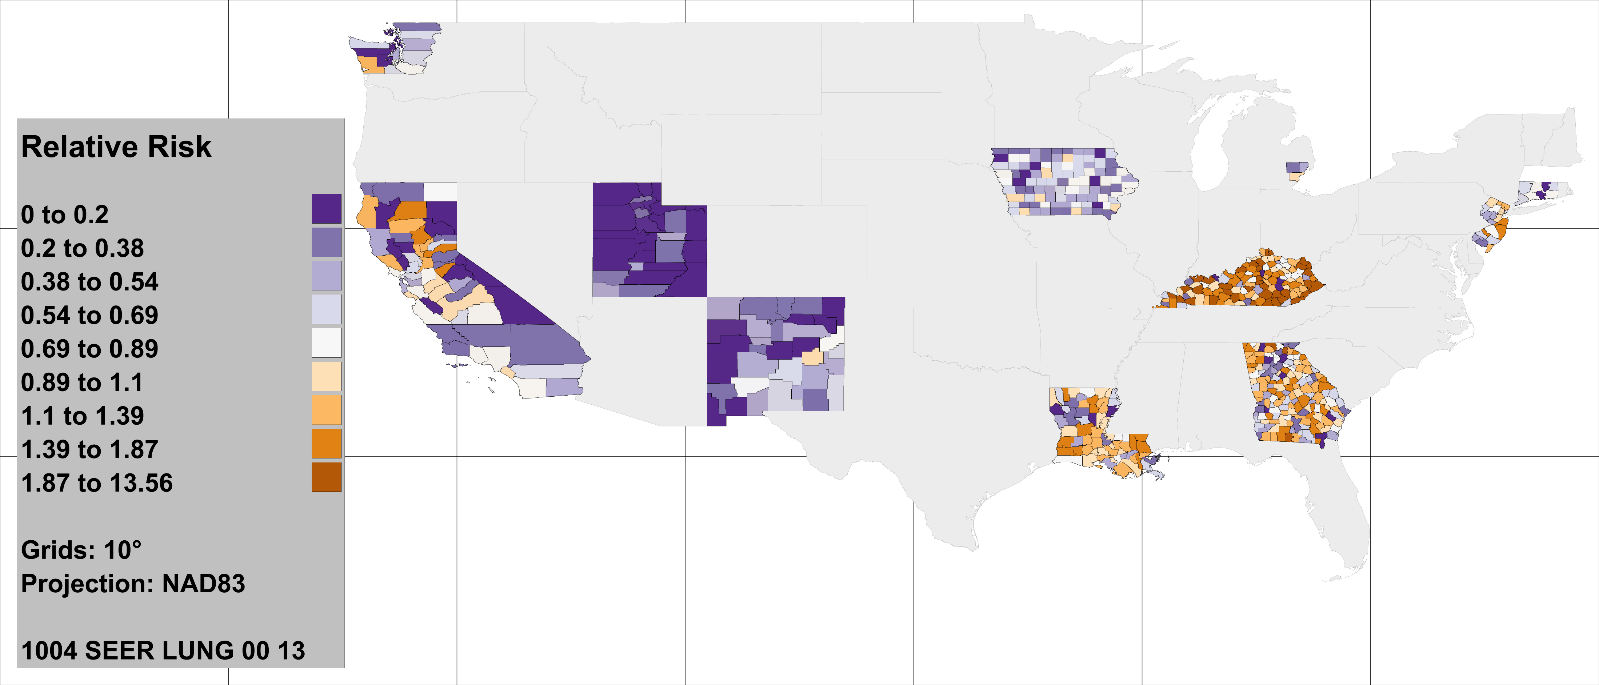 Relative Risk
0 to 0.2
0.2 to 0.38
0.38 to 0.54
0.54 to 0.69
0.69 to 0.89
0.89 to 1.1
1.1 to 1.39
1.39 to 1.87
1.87 to 13.56
Grids: 10°
Projection: NAD83
1004 SEER LUNG 00 13